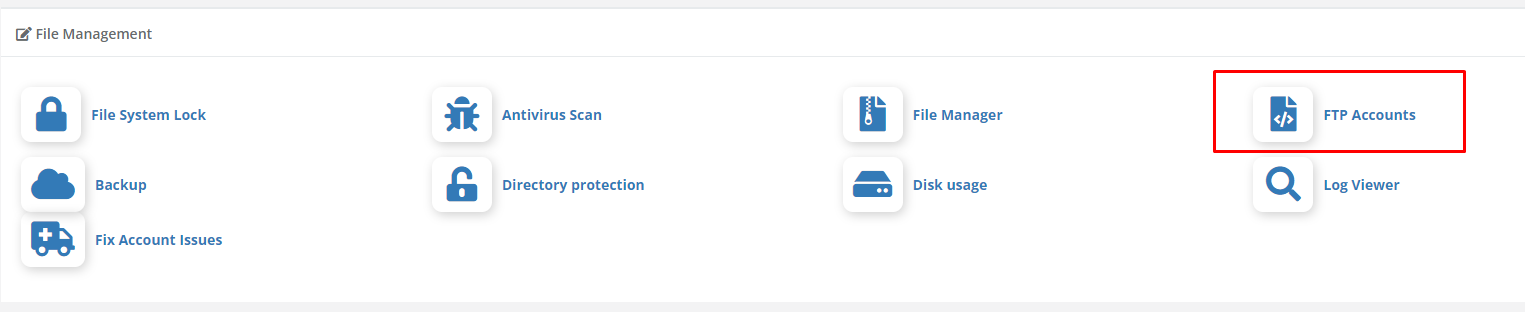 File Management
File System Lock
Antivirus Scan
File Manager
FTP Accounts
Backup
Directory protection
Disk usage
Log Viewer
Fix Account Issues